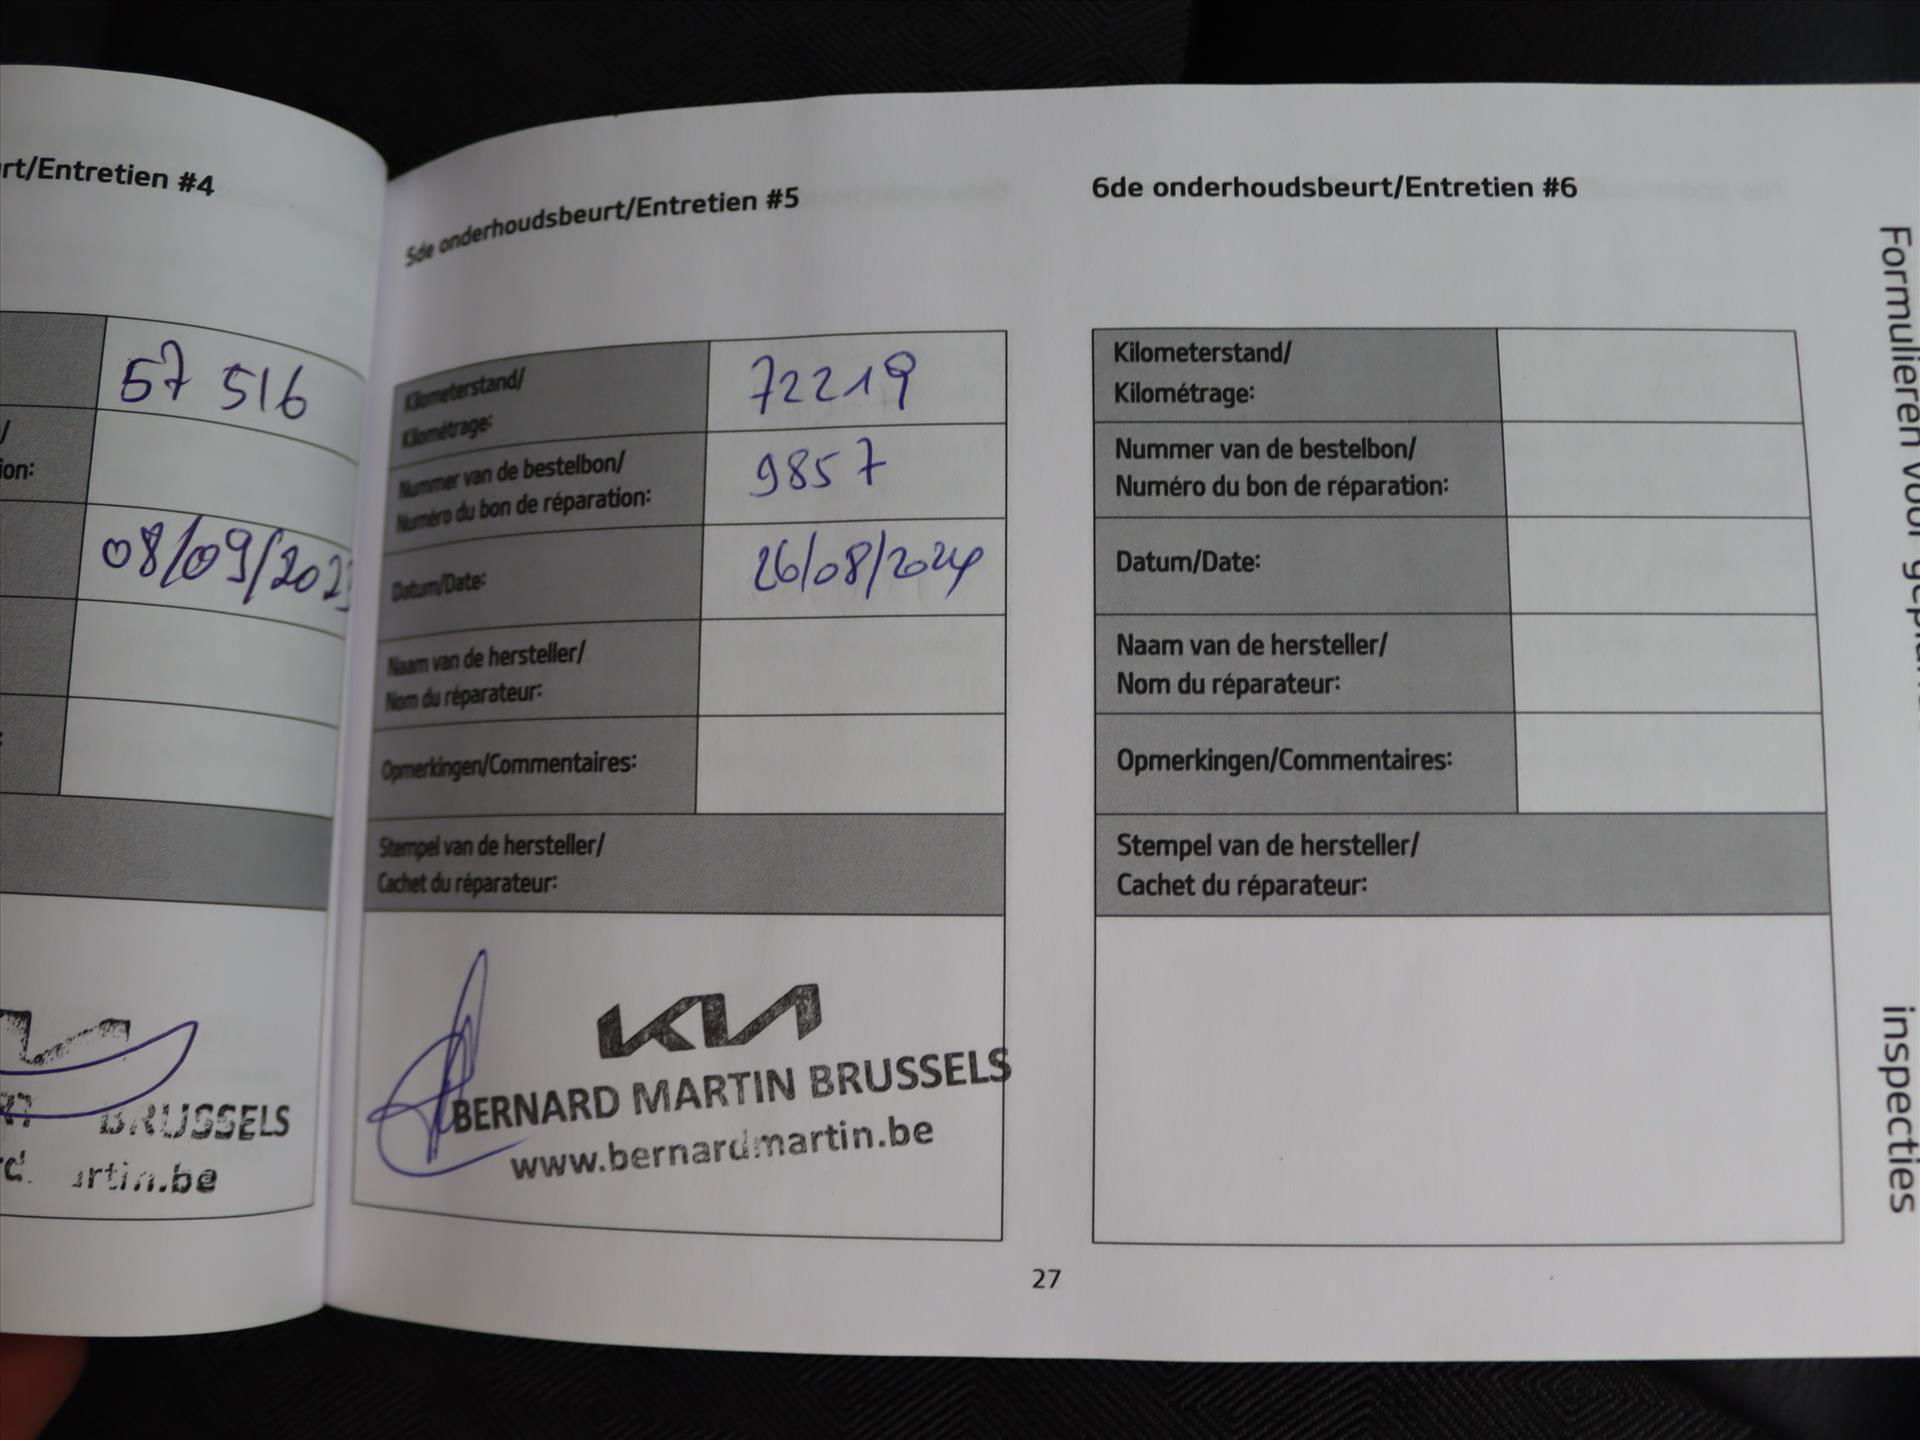 rt/Entretien #4
57 516
/
ion:
08/09/202
:
BRUSSELS
rtin.be
5de onderhoudsbeurt/Entretien #5
Kilometerstand/
Kilométrage:
72219
Nummer van de bestelbon/
Numéro du bon de réparation:
9857
Datum/Date:
26/08/2024
Naam van de hersteller/
Nom du réparateur:
Opmerkingen/Commentaires:
Stempel van de hersteller/
Cachet du réparateur:
KIA
BERNARD MARTIN BRUSSELS
www.bernardmartin.be
6de onderhoudsbeurt/Entretien #6
Kilometerstand/
Kilométrage:
Nummer van de bestelbon/
Numéro du bon de réparation:
Datum/Date:
Naam van de hersteller/
Nom du réparateur:
Opmerkingen/Commentaires:
Stempel van de hersteller/
Cachet du réparateur:
27
Formulieren voor
inspecties